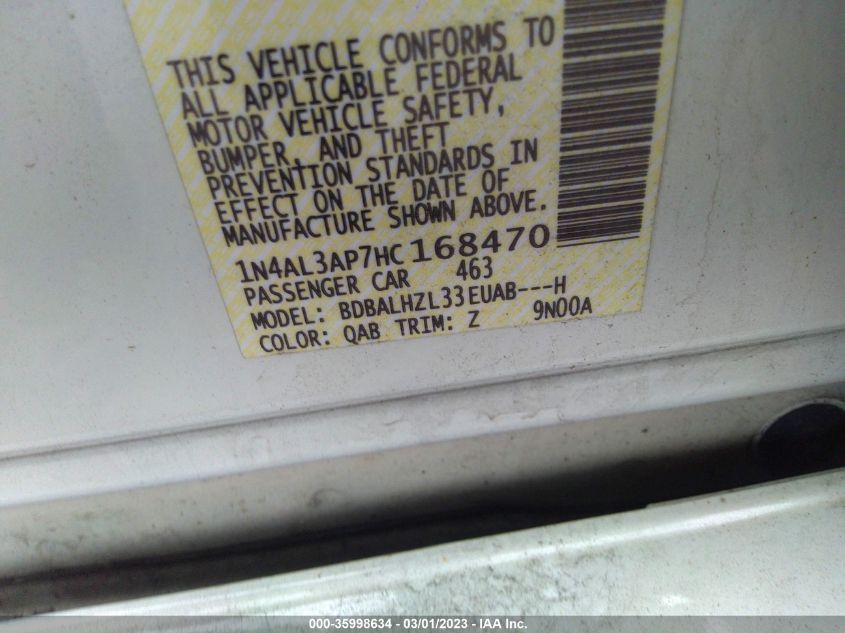 THIS VEHICLE CONFORMS TO
ALL APPLICABLE FEDERAL
MOTOR VEHICLE SAFETY,
BUMPER, AND THEFT
PREVENTION STANDARDS IN
EFFECT ON THE DATE OF
MANUFACTURE SHOWN ABOVE.
1N4AL3AP7HC168470
PASSENGER CAR 463
MODEL: BDBALHZL33EUAB---H
COLOR: QAB TRIM: Z 9N00A
000-35998634 - 03/01/2023 - IAA Inc.